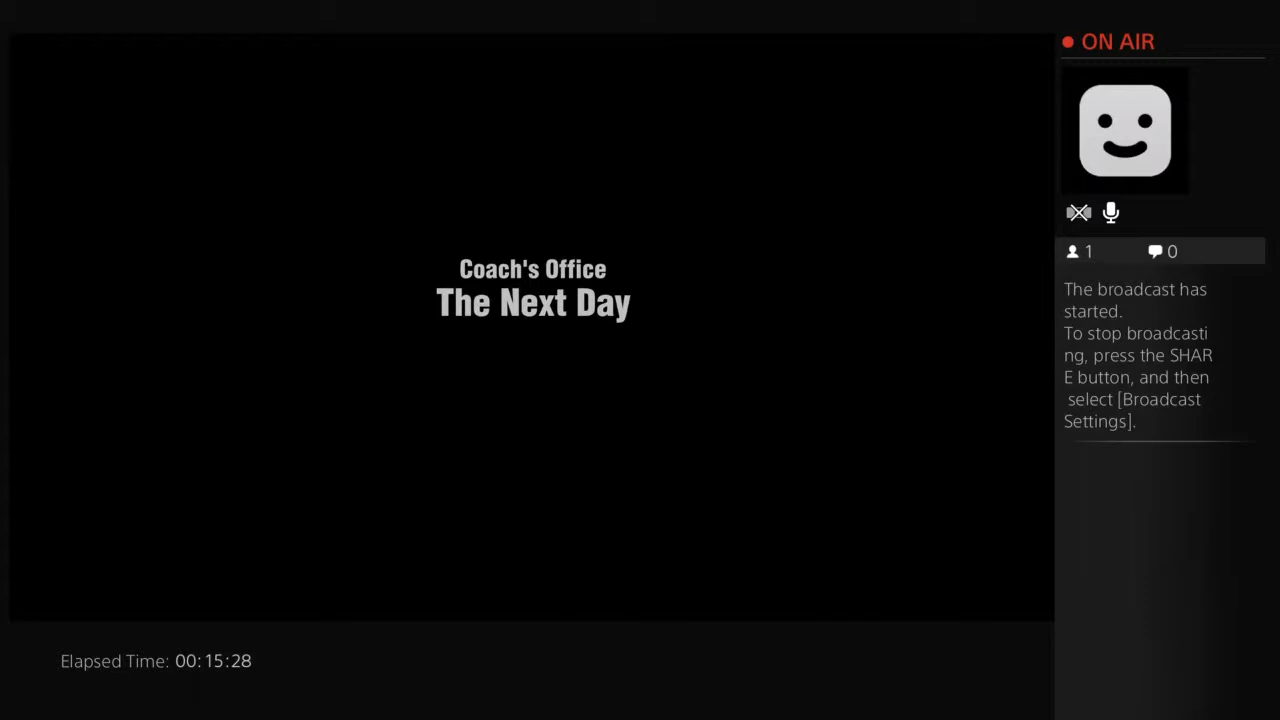 Coach's Office
The Next Day
ON AIR
1
0
The broadcast has
started.
To stop broadcasti
ng, press the SHAR
E button, and then
select [Broadcast
Settings].
Elapsed Time: 00:15:28